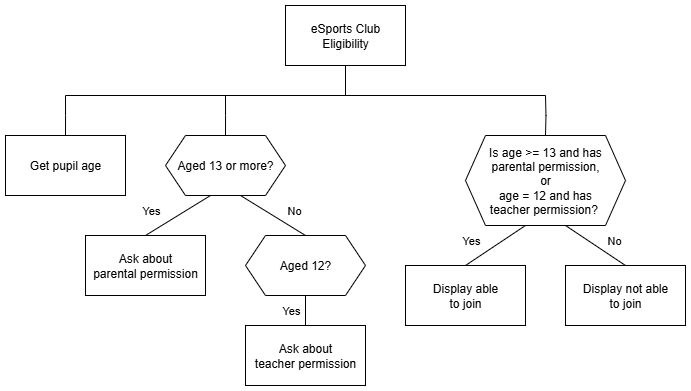 eSports Club
Eligibility
Get pupil age
Aged 13 or more?
Is age >= 13 and has
parental permission,
or
age = 12 and has
teacher permission?
Yes
No
Ask about
parental permission
Aged 12?
Yes
No
Display able
to join
Display not able
to join
Yes
Ask about
teacher permission